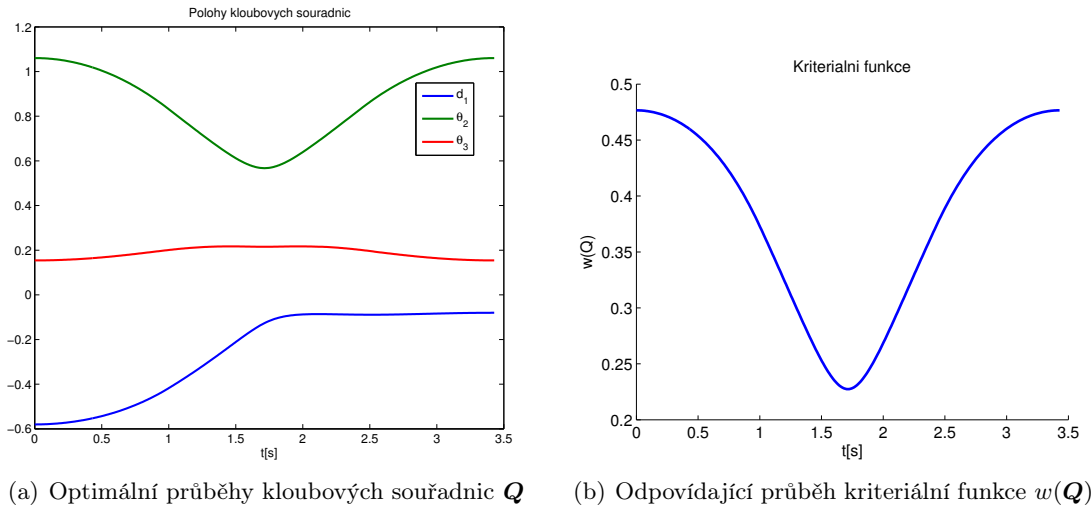 Polohy kloubovych souradnic
1.2
1
0.8
0.6
0.4
0.2
0
−0.2
−0.4
−0.6
0 0.5 1 1.5 2 2.5 3 3.5
t[s]
d_1
θ_2
θ_3
(a) Optimální průběhy kloubových souřadnic Q
Kriterialni funkce
0.5
0.45
0.4
0.35
0.3
0.25
0.2
w(Q)
0 0.5 1 1.5 2 2.5 3 3.5
t[s]
(b) Odpovídající průběh kriteriální funkce w(Q)